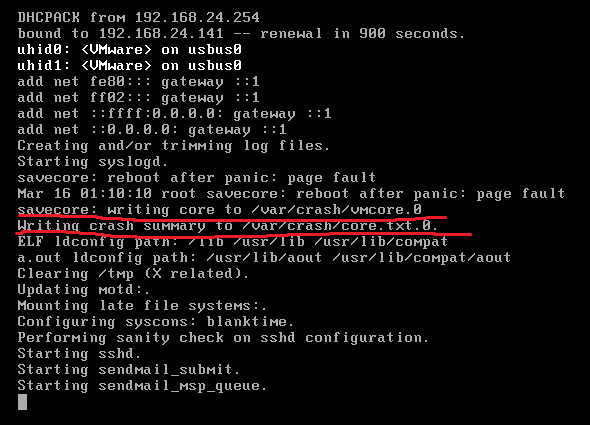 DHCPACK from 192.168.24.254
bound to 192.168.24.141 -- renewal in 900 seconds.
uhid0: <VMware> on usbus0
uhid1: <VMware> on usbus0
add net fe80::: gateway ::1
add net ff02::: gateway ::1
add net ::ffff:0.0.0.0: gateway ::1
add net ::0.0.0.0: gateway ::1
Creating and/or trimming log files.
Starting syslogd.
savecore: reboot after panic: page fault
Mar 16 01:10:10 root savecore: reboot after panic: page fault
savecore: writing core to /var/crash/vmcore.0
Writing crash summary to /var/crash/core.txt.0.
ELF ldconfig path: /lib /usr/lib /usr/lib/compat
a.out ldconfig path: /usr/lib/aout /usr/lib/compat/aout
Clearing /tmp (X related).
Updating motd:.
Mounting late file systems:.
Configuring syscons: blanktime.
Performing sanity check on sshd configuration.
Starting sshd.
Starting sendmail_submit.
Starting sendmail_msp_queue.